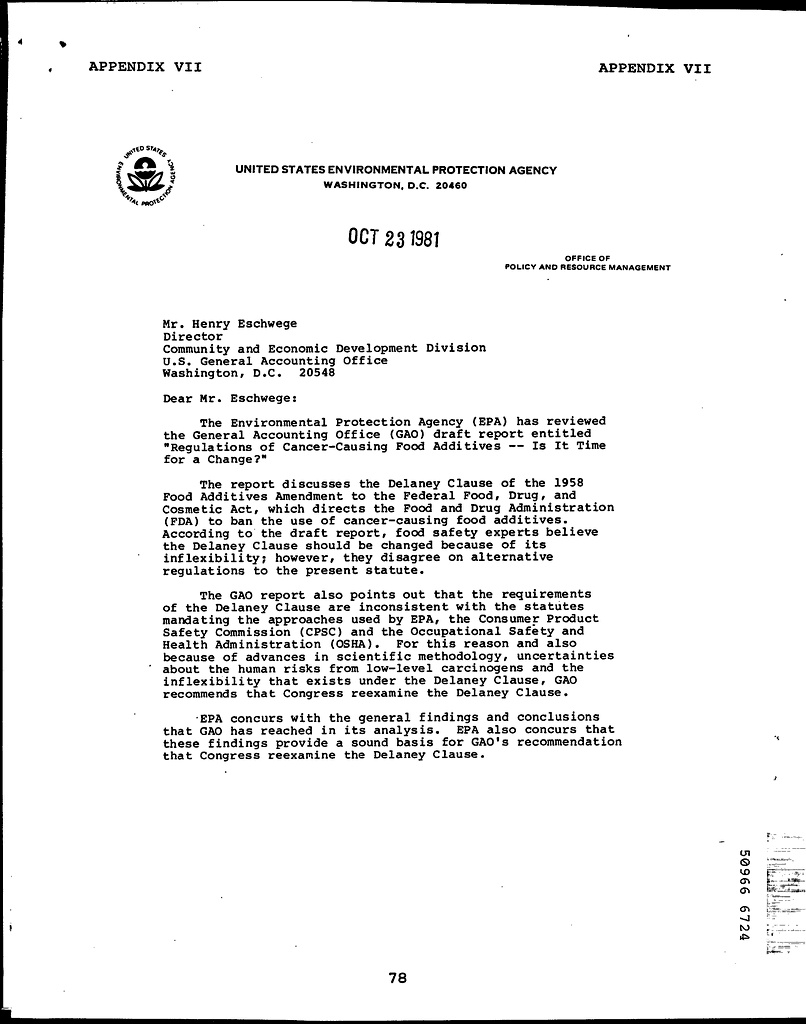 APPENDIX VII
APPENDIX VII
UNITED STATES
ENVIRONMENTAL PROTECTION AGENCY
UNITED STATES ENVIRONMENTAL PROTECTION AGENCY
WASHINGTON, D.C. 20460
OCT 23 1981
OFFICE OF
POLICY AND RESOURCE MANAGEMENT
Mr. Henry Eschwege
Director
Community and Economic Development Division
U.S. General Accounting Office
Washington, D.C. 20548
Dear Mr. Eschwege:
The Environmental Protection Agency (EPA) has reviewed
the General Accounting Office (GAO) draft report entitled
"Regulations of Cancer-Causing Food Additives -- Is It Time
for a Change?"
The report discusses the Delaney Clause of the 1958
Food Additives Amendment to the Federal Food, Drug, and
Cosmetic Act, which directs the Food and Drug Administration
(FDA) to ban the use of cancer-causing food additives.
According to the draft report, food safety experts believe
the Delaney Clause should be changed because of its
inflexibility; however, they disagree on alternative
regulations to the present statute.
The GAO report also points out that the requirements
of the Delaney Clause are inconsistent with the statutes
mandating the approaches used by EPA, the Consumer Product
Safety Commission (CPSC) and the Occupational Safety and
Health Administration (OSHA). For this reason and also
because of advances in scientific methodology, uncertainties
about the human risks from low-level carcinogens and the
inflexibility that exists under the Delaney Clause, GAO
recommends that Congress reexamine the Delaney Clause.
EPA concurs with the general findings and conclusions
that GAO has reached in its analysis. EPA also concurs that
these findings provide a sound basis for GAO's recommendation
that Congress reexamine the Delaney Clause.
50966 6724
78